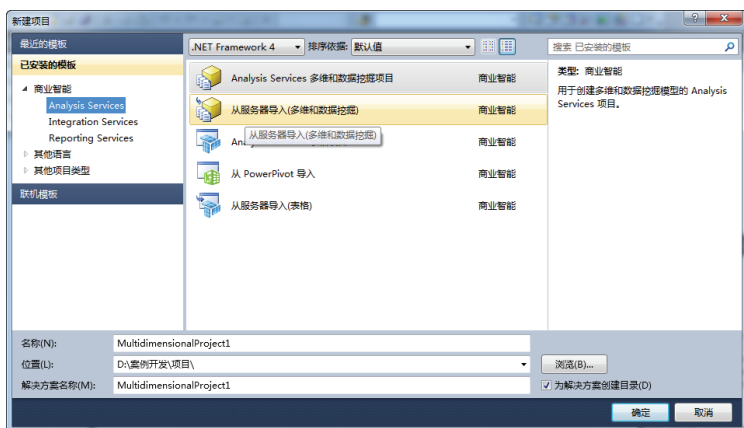 新建项目
最近的模板
已安装的模板
商业智能
Analysis Services
Integration Services
Reporting Services
其他语言
其他项目类型
联机模板
.NET Framework 4 排序依据: 默认值
搜索 已安装的模板
Analysis Services 多维和数据挖掘项目 商业智能
从服务器导入(多维和数据挖掘) 商业智能
从服务器导入(多维和数据挖掘)
商业智能
从 PowerPivot 导入 商业智能
从服务器导入(表格) 商业智能
类型: 商业智能
用于创建多维和数据挖掘模型的 Analysis
Services 项目。
名称(N): MultidimensionalProject1
位置(L): D:\案例开发\项目\ 浏览(B)...
解决方案名称(M): MultidimensionalProject1 为解决方案创建目录(D)
确定 取消